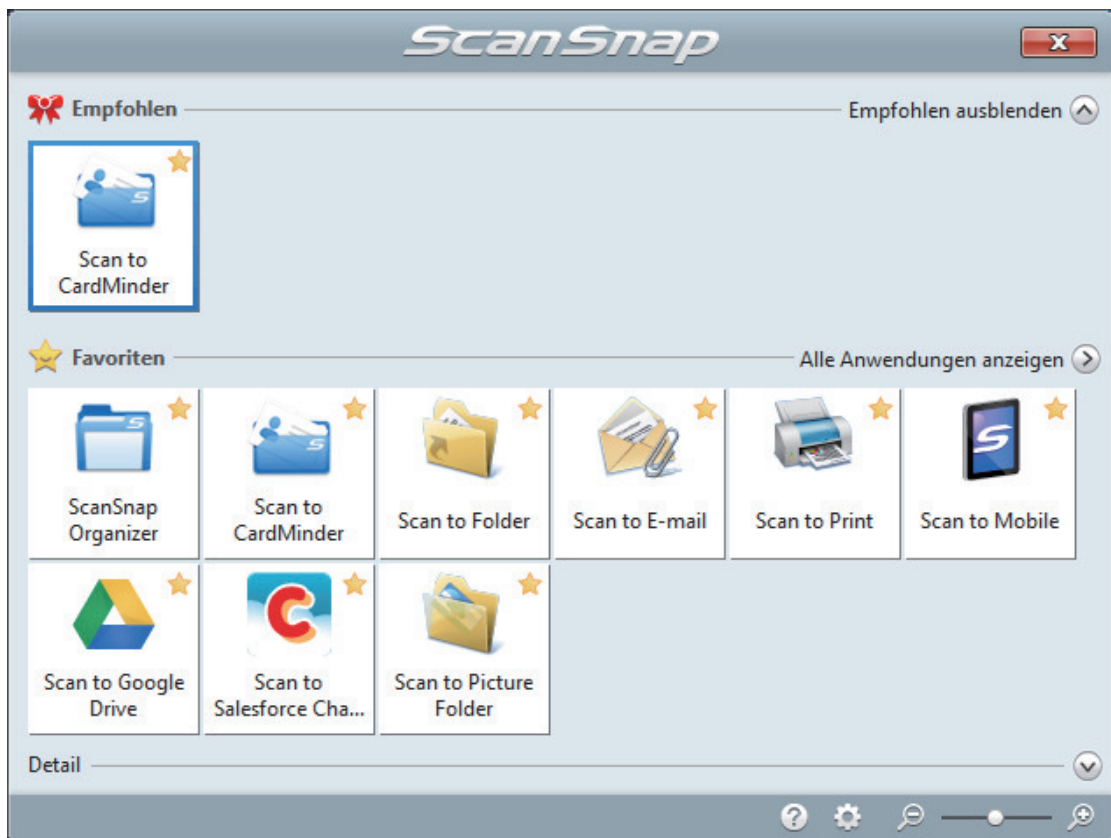 ScanSnap
Empfohlen
Empfohlen ausblenden
Scan to
CardMinder
Favoriten
Alle Anwendungen anzeigen
ScanSnap
Organizer
Scan to
CardMinder
Scan to Folder
Scan to E-mail
Scan to Print
Scan to Mobile
Scan to Google
Drive
Scan to
Salesforce Cha...
Scan to Picture
Folder
Detail